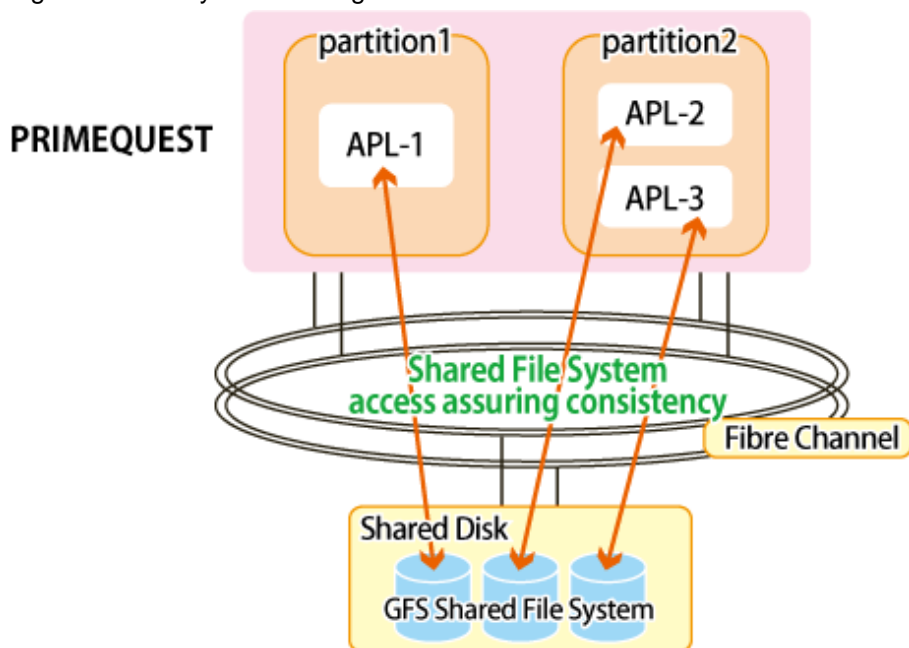 partition1
partition2
PRIMEQUEST
APL-1
APL-2
APL-3
Shared File System
access assuring consistency
Fibre Channel
Shared Disk
GFS Shared File System